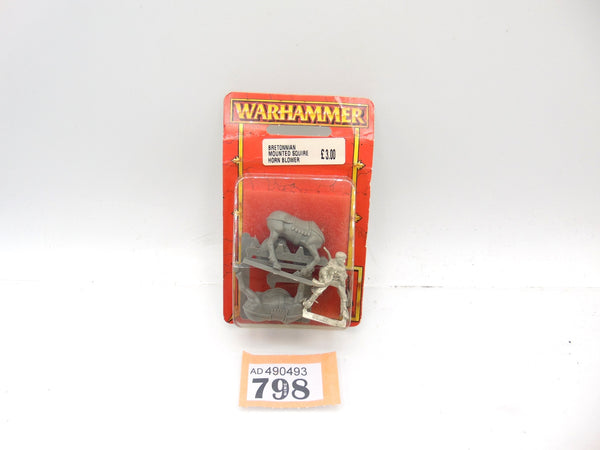 WARHAMMER
BRETONNIAN
MOUNTED SQUIRE £3.00
HORN BLOWER
AD 490493
798